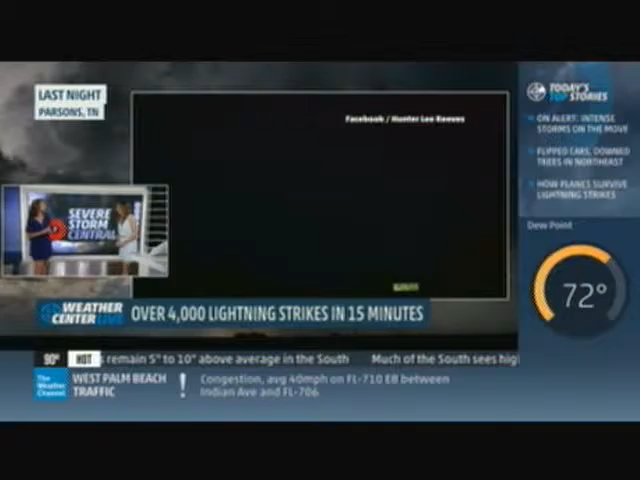 LAST NIGHT
PARSONS, TN
Facebook / Hunter Lee Reeves
TODAY'S
TOP STORIES
ON ALERT: INTENSE
STORMS ON THE MOVE
FLIPPED CARS, DOWNED
TREES IN NORTHEAST
HOW PLANES SURVIVE
LIGHTNING STRIKES
SEVERE
STORM
CENTRAL
Dew Point
72°
WEATHER
CENTER LIVE
OVER 4,000 LIGHTNING STRIKES IN 15 MINUTES
90° HOT s remain 5° to 10° above average in the South Much of the South sees hig
The
Weather
Channel
WEST PALM BEACH
TRAFFIC
! Congestion, avg 40mph on FL-710 EB between
Indian Ave and FL-706